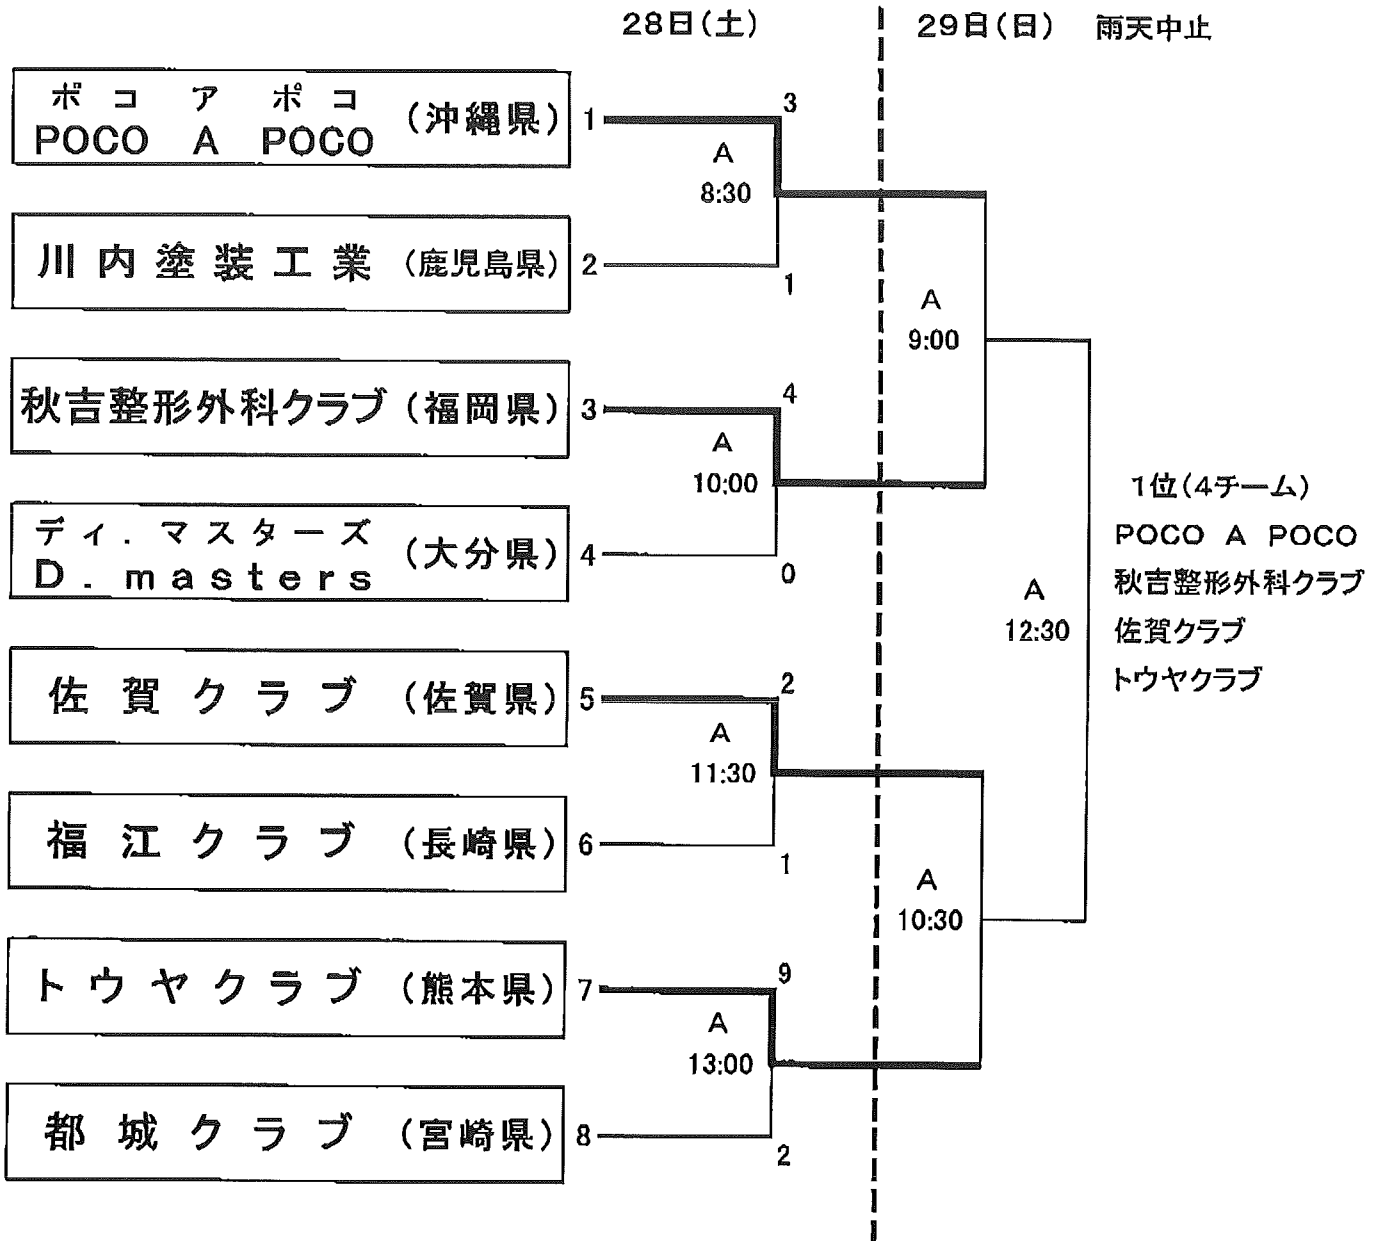 28日(土)
29日(日) 雨天中止
ポコ ア ポコ
POCO A POCO (沖縄県) 1
3
A
8:30
川内塗装工業 (鹿児島県) 2
1
A
9:00
秋吉整形外科クラブ (福岡県) 3
4
A
10:00
ディ.マスターズ
D.masters (大分県) 4
0
1位(4チーム)
POCO A POCO
秋吉整形外科クラブ
佐賀クラブ
トウヤクラブ
A
12:30
佐賀クラブ (佐賀県) 5
2
A
11:30
福江クラブ (長崎県) 6
1
A
10:30
トウヤクラブ (熊本県) 7
9
A
13:00
都城クラブ (宮崎県) 8
2